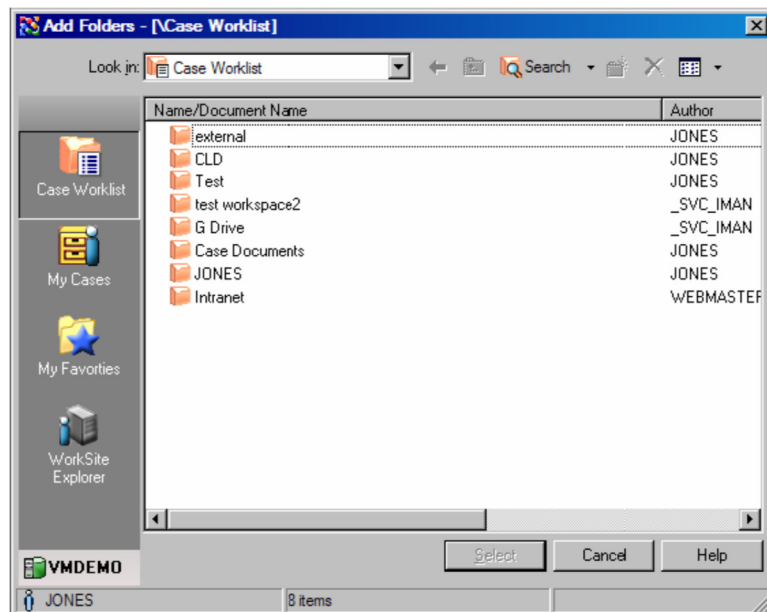 Add Folders - [\Case Worklist]
Look in: Case Worklist Search
Name/Document Name Author
external JONES
CLD JONES
Test JONES
test workspace2 _SVC_IMAN
G Drive _SVC_IMAN
Case Documents JONES
JONES JONES
Intranet WEBMASTER
Case Worklist
My Cases
My Favorties
WorkSite
Explorer
VMDEMO
Select Cancel Help
JONES 8 items